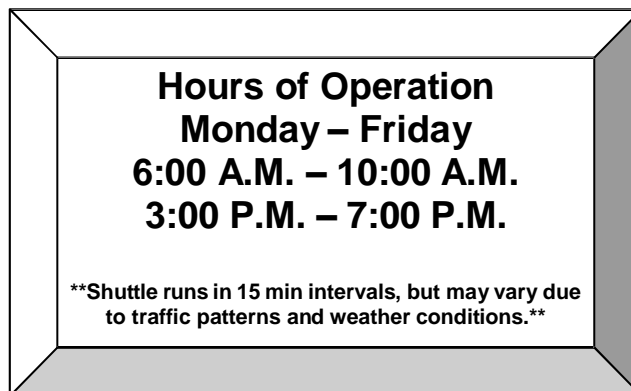 Hours of Operation
Monday – Friday
6:00 A.M. – 10:00 A.M.
3:00 P.M. – 7:00 P.M.
**Shuttle runs in 15 min intervals, but may vary due
to traffic patterns and weather conditions.**